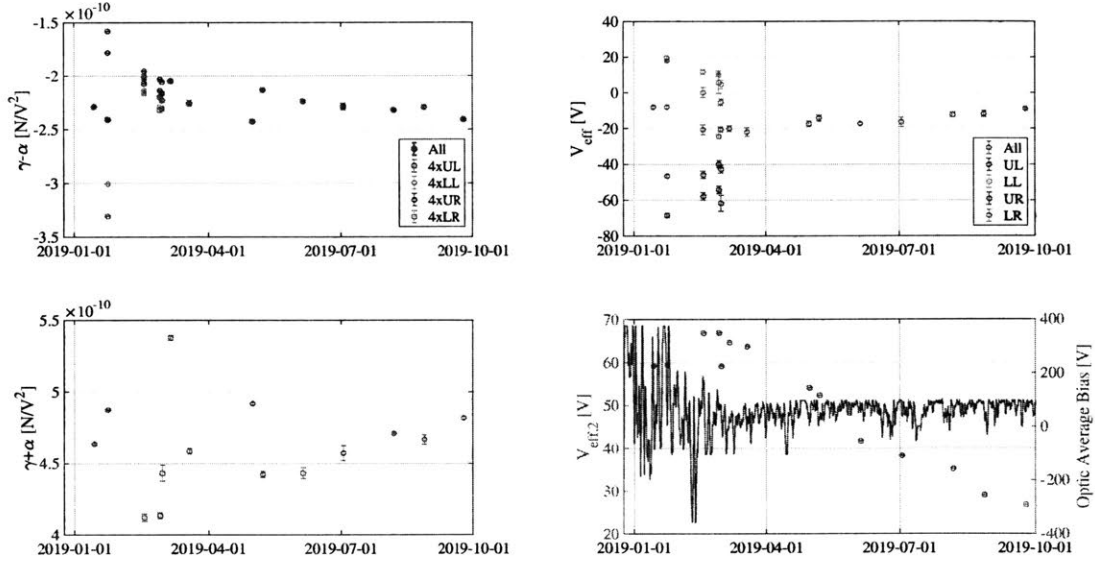 ×10⁻¹⁰
-1.5
-2
-2.5
-3
-3.5
γ-α [N/V²]
All
4xUL
4xLL
4xUR
4xLR
2019-01-01 2019-04-01 2019-07-01 2019-10-01
40
20
0
-20
-40
-60
-80
V_eff [V]
All
UL
LL
UR
LR
2019-01-01 2019-04-01 2019-07-01 2019-10-01
×10⁻¹⁰
5.5
5
4.5
4
γ+α [N/V²]
2019-01-01 2019-04-01 2019-07-01 2019-10-01
70
60
50
40
30
20
V_eff,2 [V]
400
200
0
-200
-400
Optic Average Bias [V]
2019-01-01 2019-04-01 2019-07-01 2019-10-01